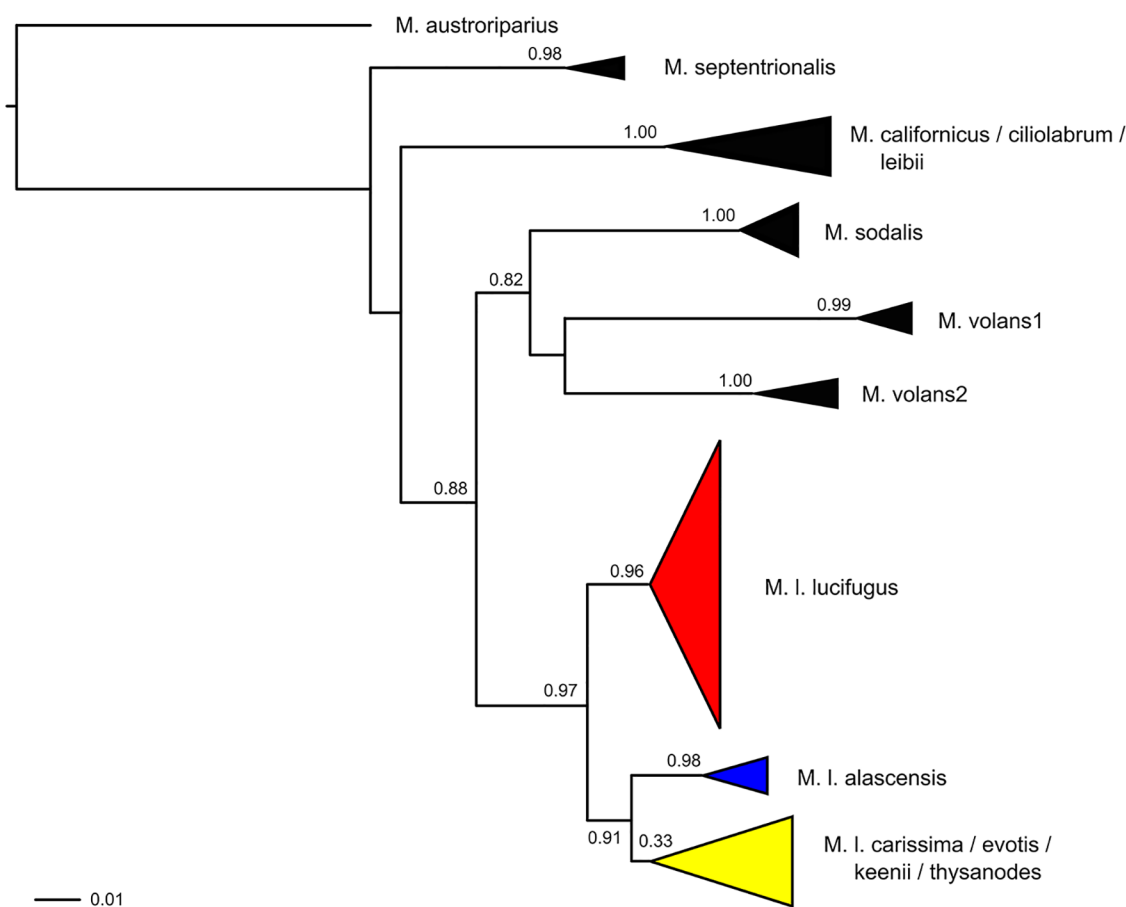 M. austroriparius
0.98
M. septentrionalis
1.00
M. californicus / ciliolabrum /
leibii
1.00
M. sodalis
0.82
0.99
M. volans1
1.00
M. volans2
0.88
0.96
M. l. lucifugus
0.97
0.98
M. l. alascensis
0.91
0.33
M. l. carissima / evotis /
keenii / thysanodes
0.01